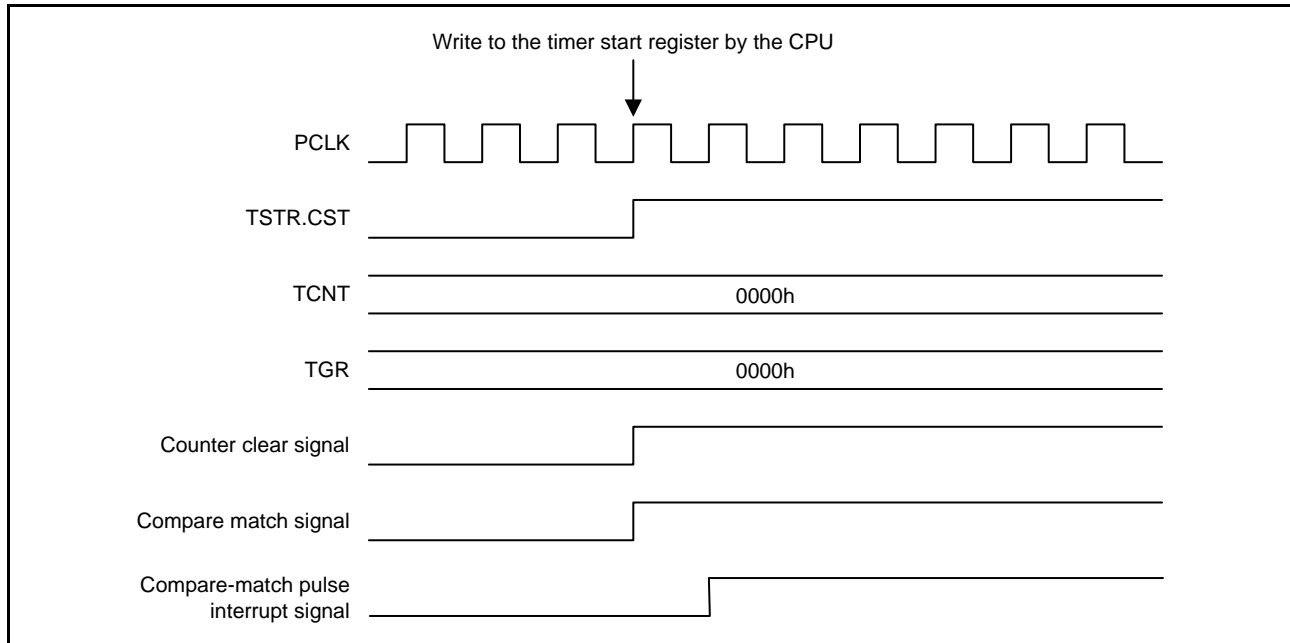 Write to the timer start register by the CPU
PCLK
TSTR.CST
TCNT
0000h
TGR
0000h
Counter clear signal
Compare match signal
Compare-match pulse
interrupt signal